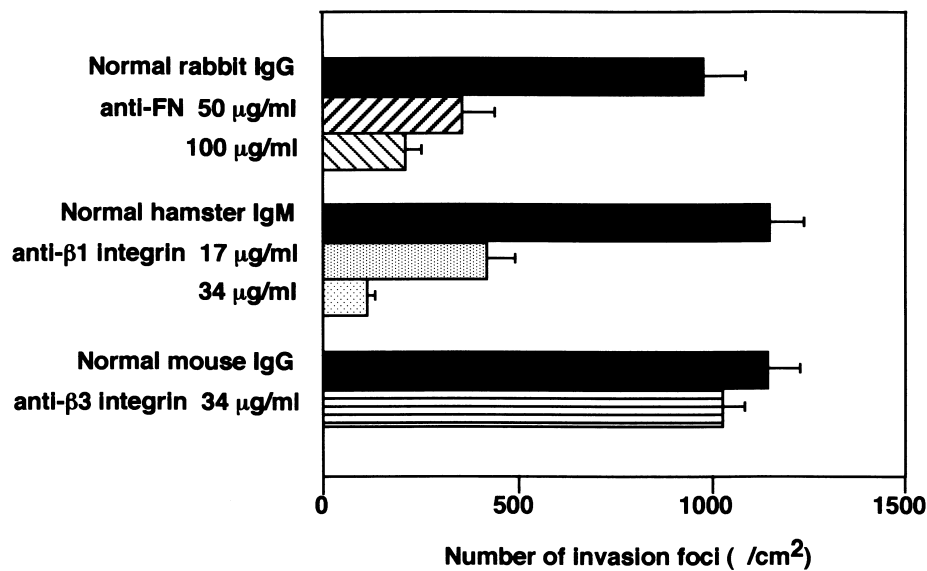 Normal rabbit IgG
anti-FN 50 μg/ml
100 μg/ml
Normal hamster IgM
anti-β1 integrin 17 μg/ml
34 μg/ml
Normal mouse IgG
anti-β3 integrin 34 μg/ml
0 500 1000 1500
Number of invasion foci ( /cm²)